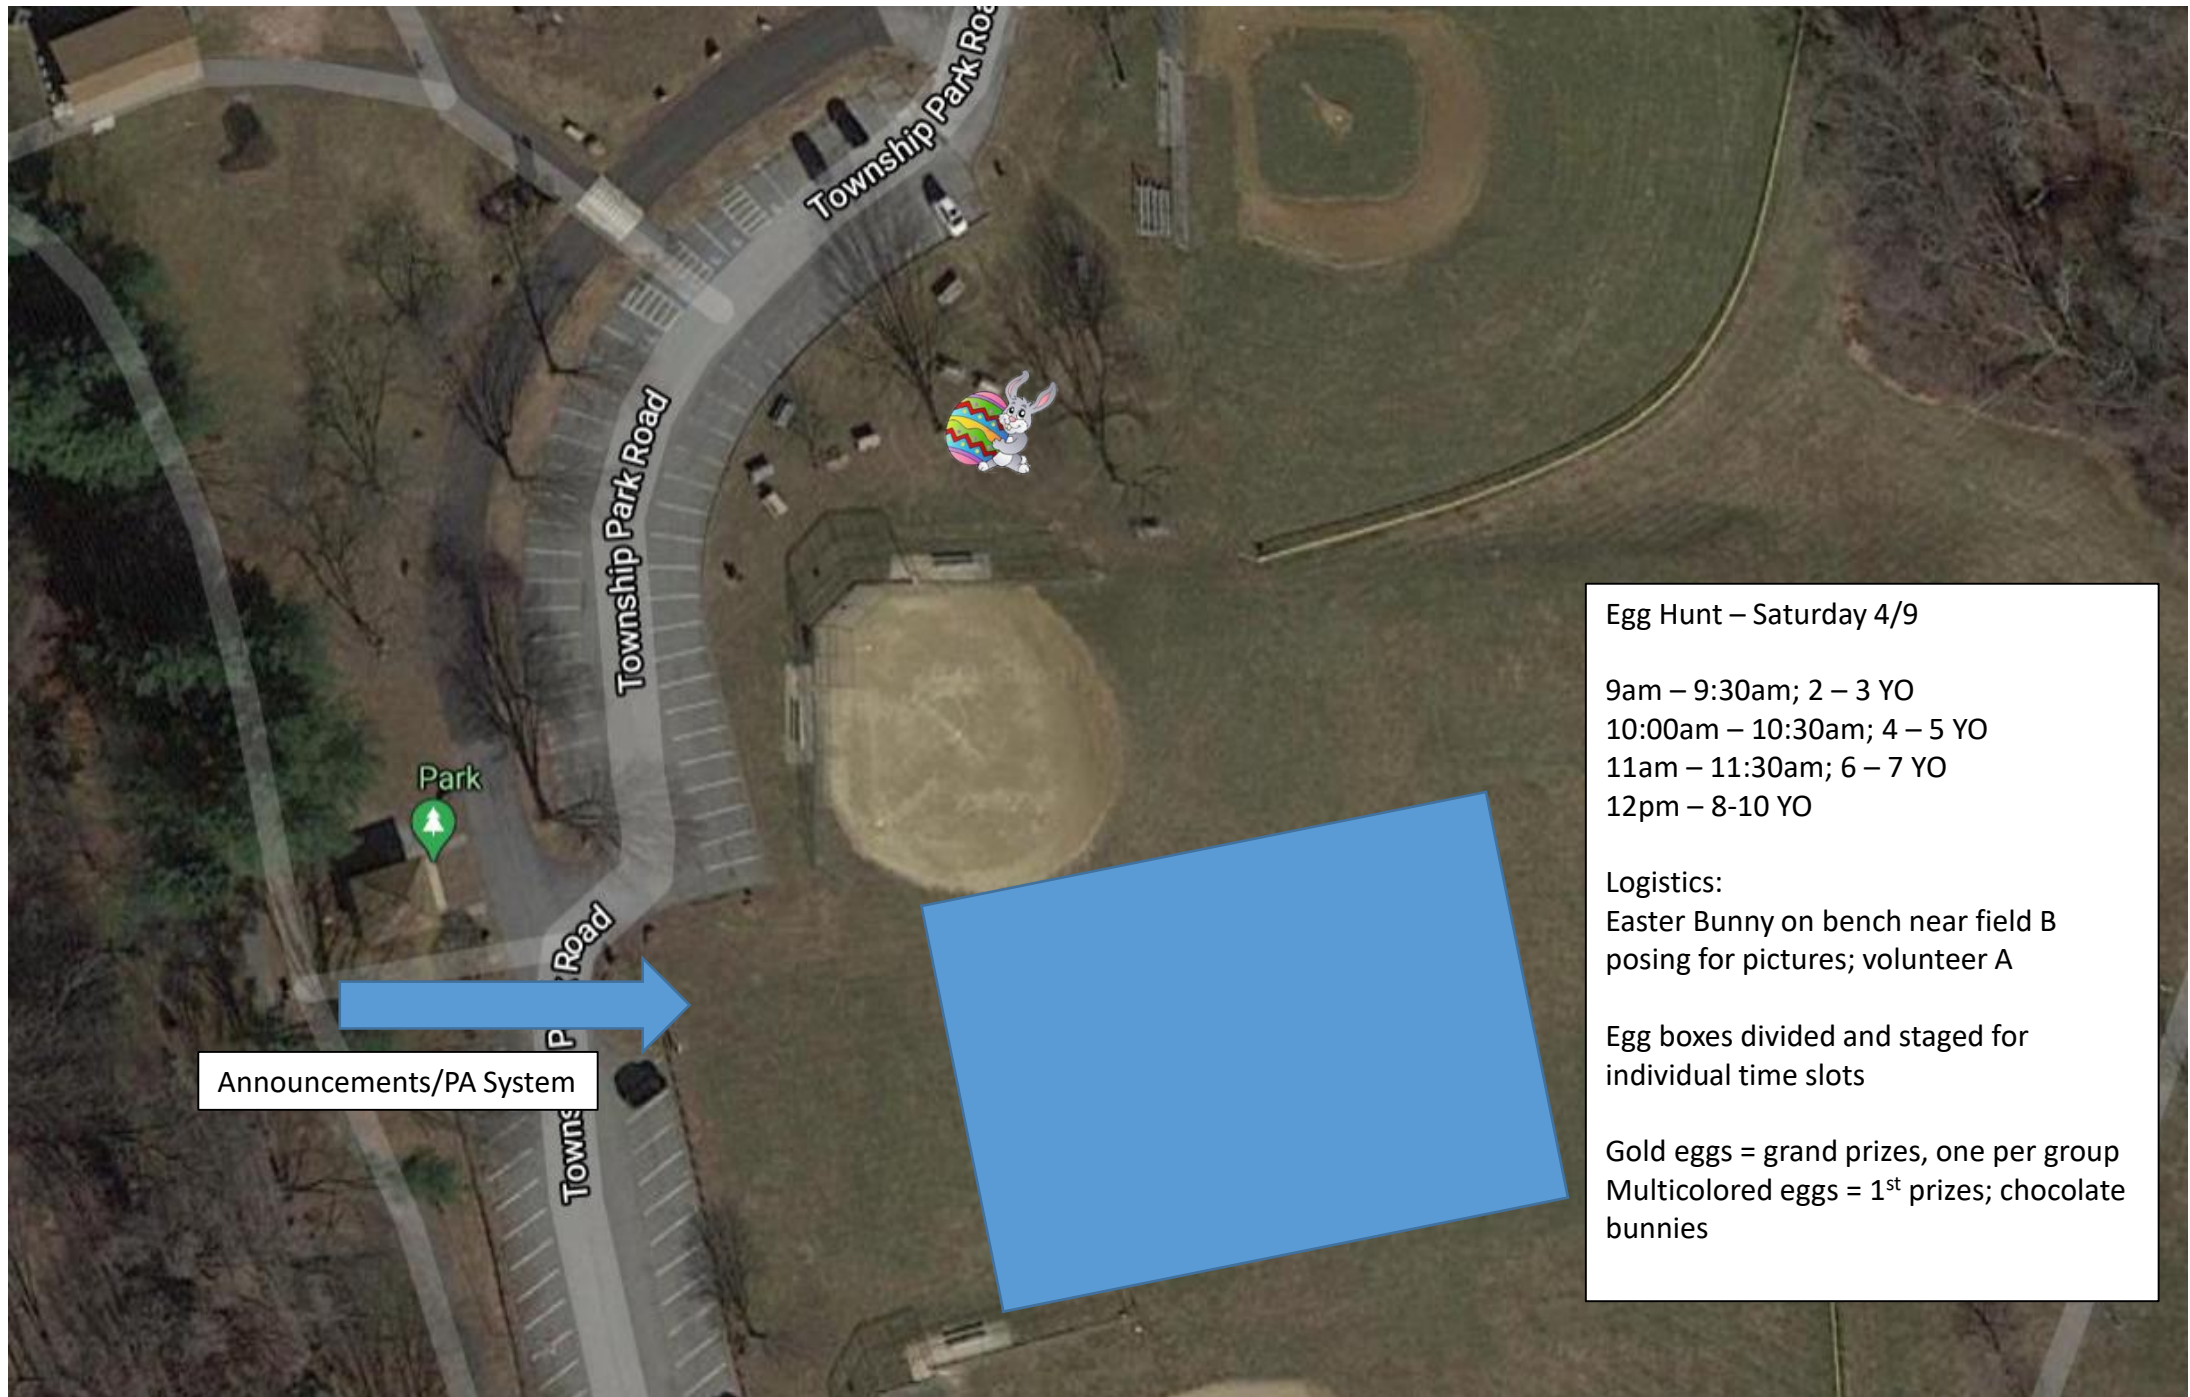 Township Park Roa
Township Park Road
Park
Road
P
Towns
Announcements/PA System
Egg Hunt – Saturday 4/9
9am – 9:30am; 2 – 3 YO
10:00am – 10:30am; 4 – 5 YO
11am – 11:30am; 6 – 7 YO
12pm – 8-10 YO
Logistics:
Easter Bunny on bench near field B
posing for pictures; volunteer A
Egg boxes divided and staged for
individual time slots
Gold eggs = grand prizes, one per group
Multicolored eggs = 1st prizes; chocolate
bunnies